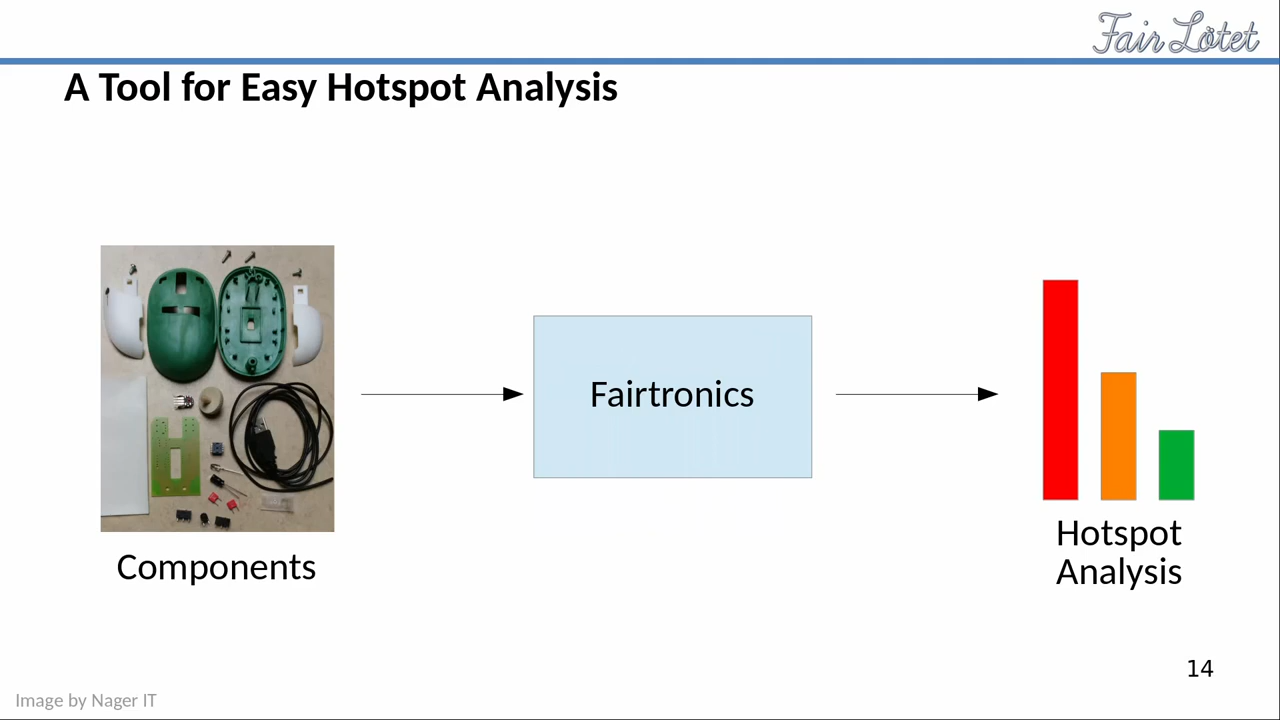 Fair Lötet
A Tool for Easy Hotspot Analysis
Fairtronics
Components
Hotspot
Analysis
14
Image by Nager IT